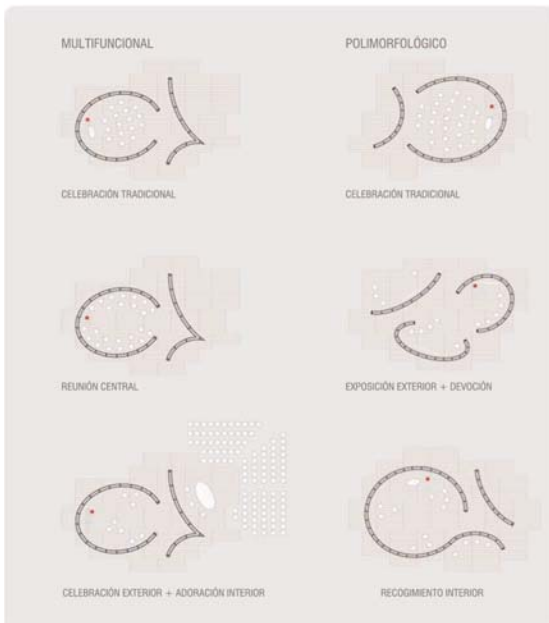 MULTIFUNCIONAL
POLIMORFOLÓGICO
CELEBRACIÓN TRADICIONAL
CELEBRACIÓN TRADICIONAL
REUNIÓN CENTRAL
EXPOSICIÓN EXTERIOR + DEVOCIÓN
CELEBRACIÓN EXTERIOR + ADORACIÓN INTERIOR
RECOGIMIENTO INTERIOR